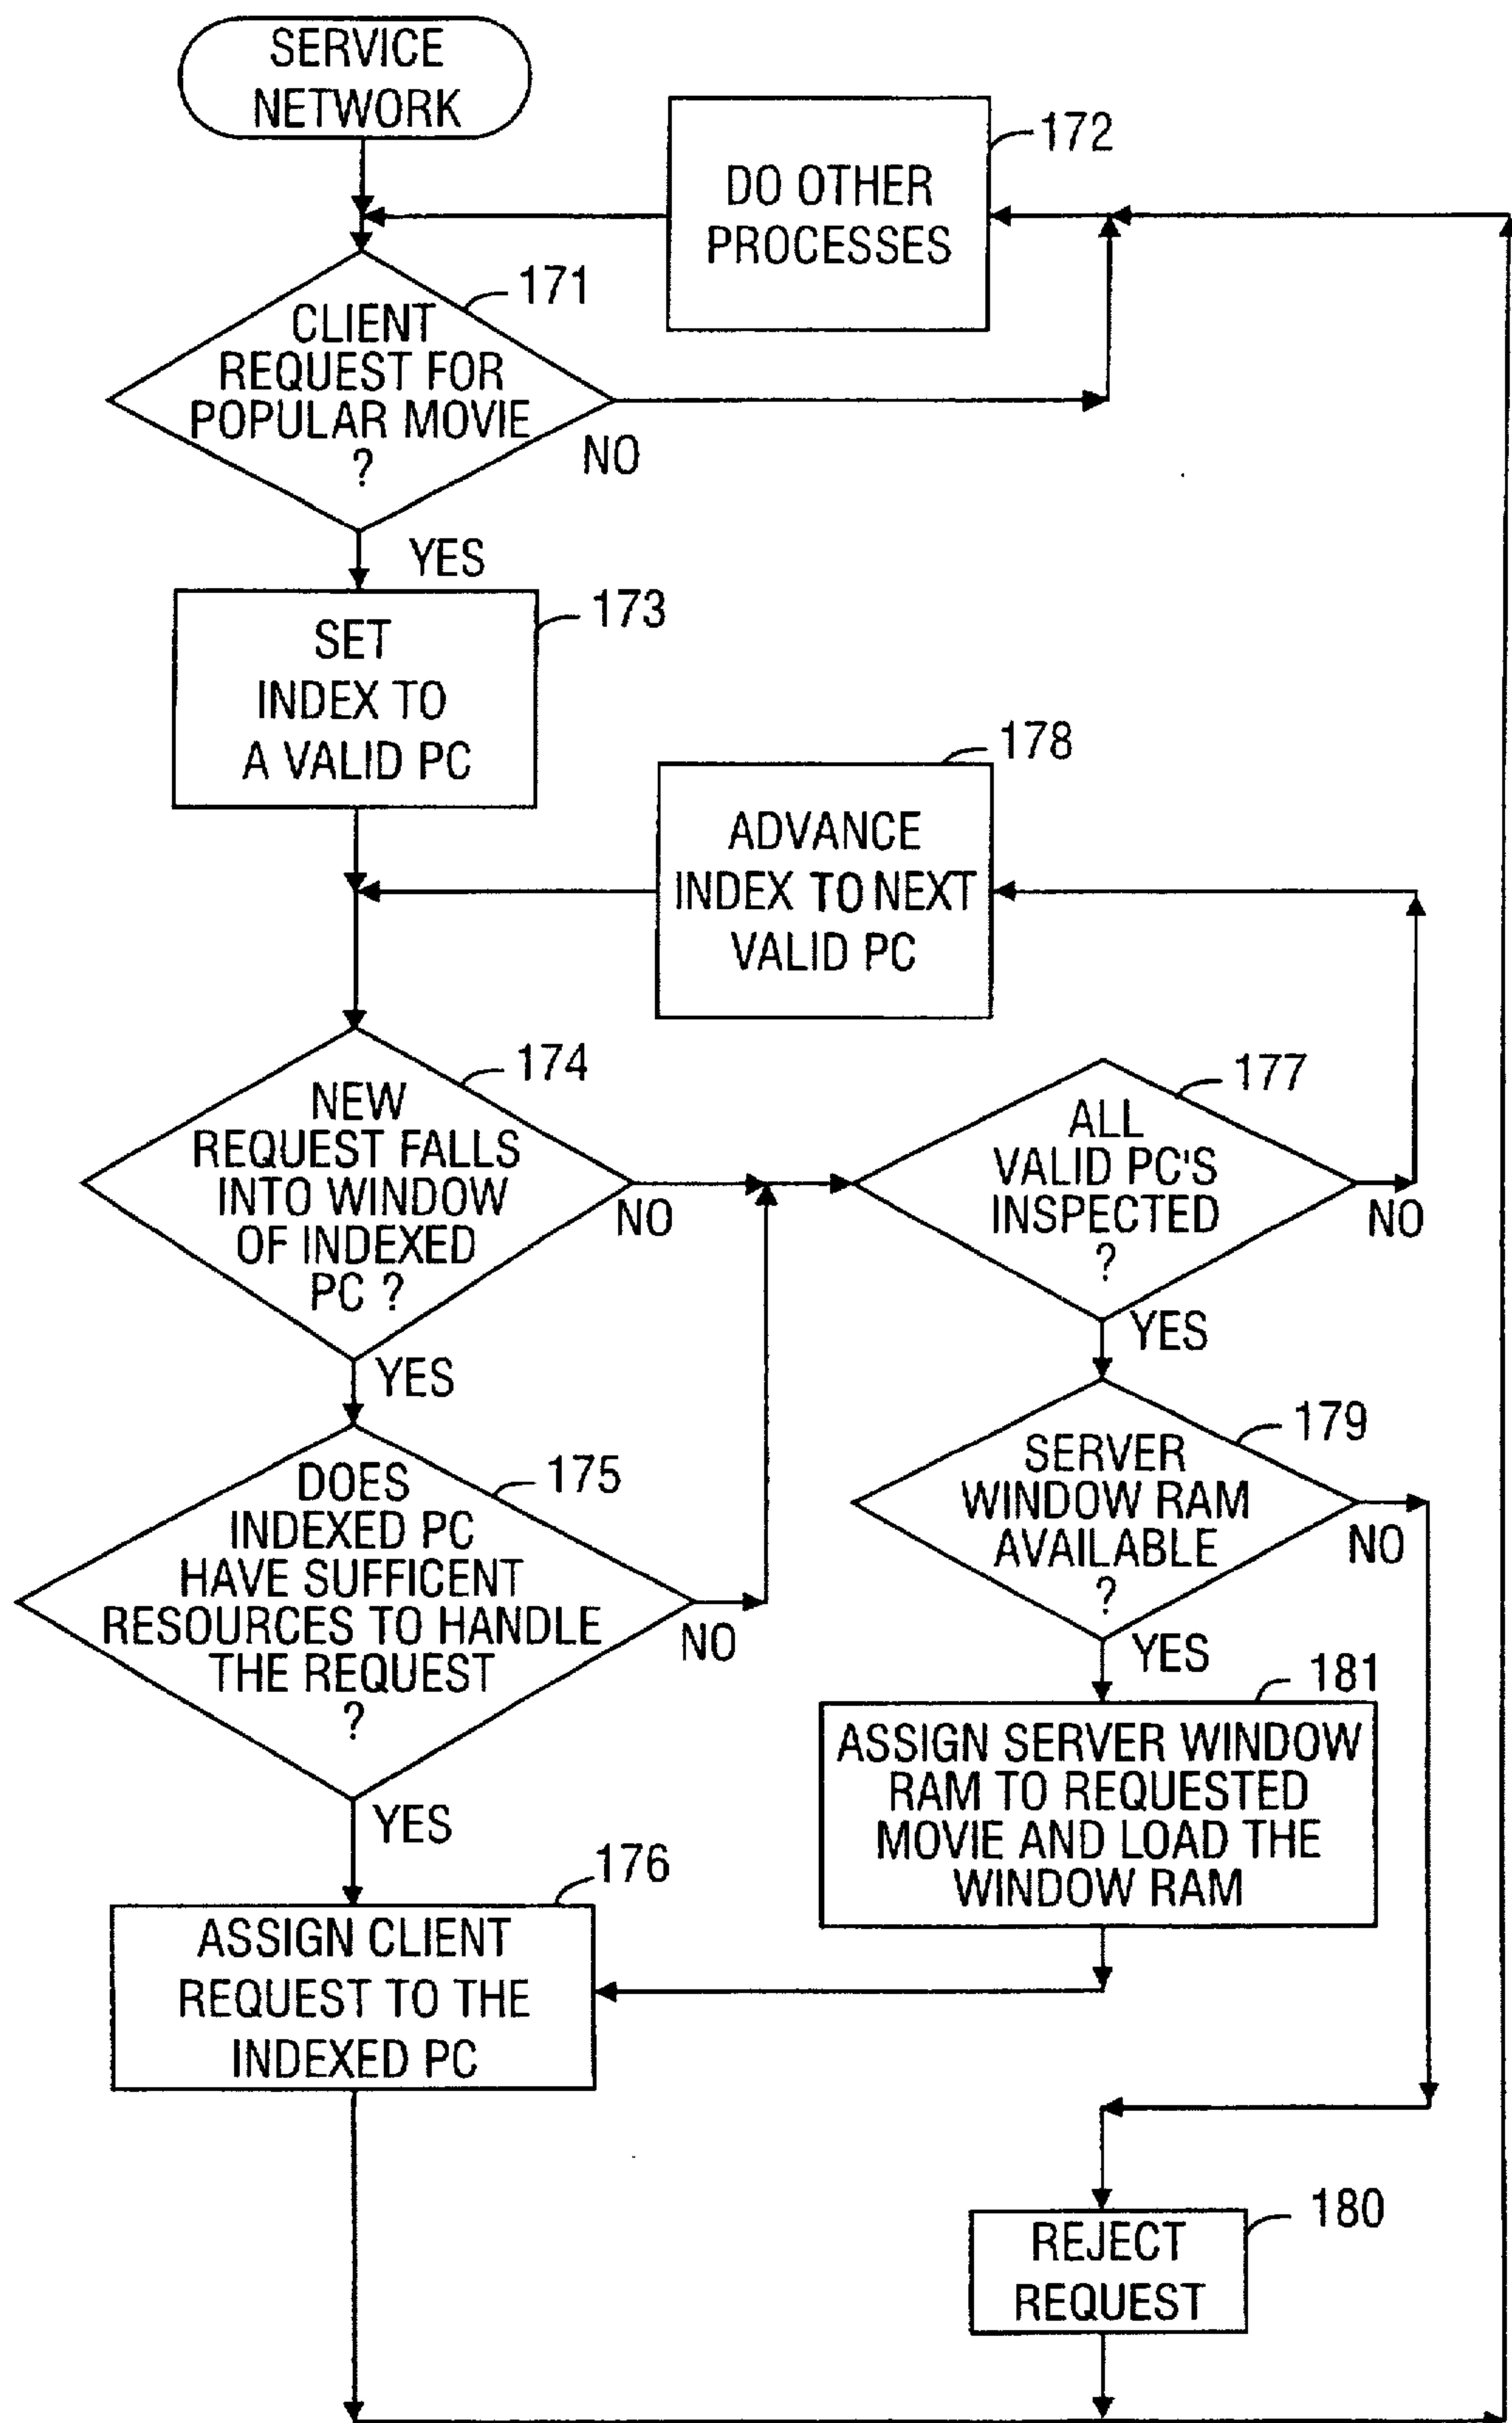 SERVICE
NETWORK
172
DO OTHER
PROCESSES
171
CLIENT
REQUEST FOR
POPULAR MOVIE
?
NO
YES
173
SET
INDEX TO
A VALID PC
178
ADVANCE
INDEX TO NEXT
VALID PC
174
NEW
REQUEST FALLS
INTO WINDOW
OF INDEXED
PC ?
NO
YES
177
ALL
VALID PC'S
INSPECTED
?
NO
YES
175
DOES
INDEXED PC
HAVE SUFFICENT
RESOURCES TO HANDLE
THE REQUEST
?
NO
YES
179
SERVER
WINDOW RAM
AVAILABLE
?
NO
YES
181
ASSIGN SERVER WINDOW
RAM TO REQUESTED
MOVIE AND LOAD THE
WINDOW RAM
176
ASSIGN CLIENT
REQUEST TO THE
INDEXED PC
180
REJECT
REQUEST